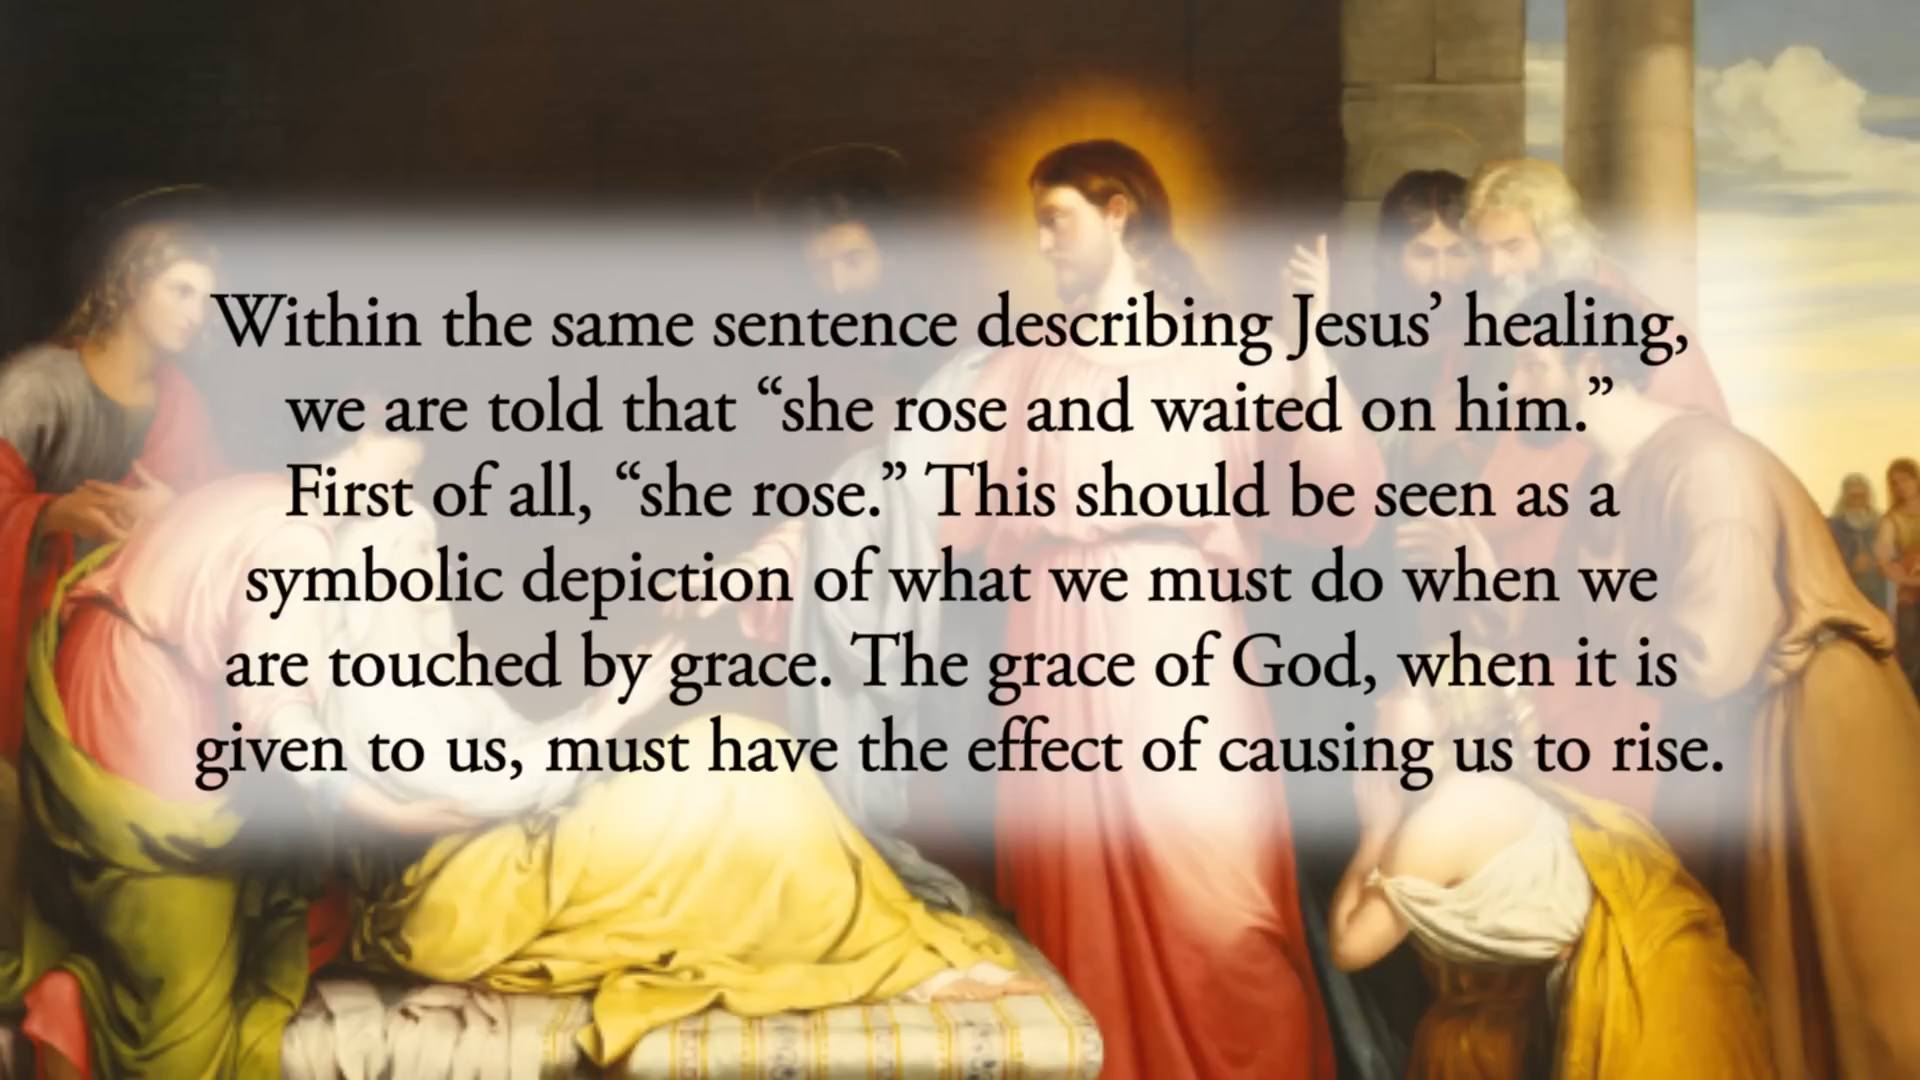 Within the same sentence describing Jesus’ healing,
we are told that “she rose and waited on him.”
First of all, “she rose.” This should be seen as a
symbolic depiction of what we must do when we
are touched by grace. The grace of God, when it is
given to us, must have the effect of causing us to rise.